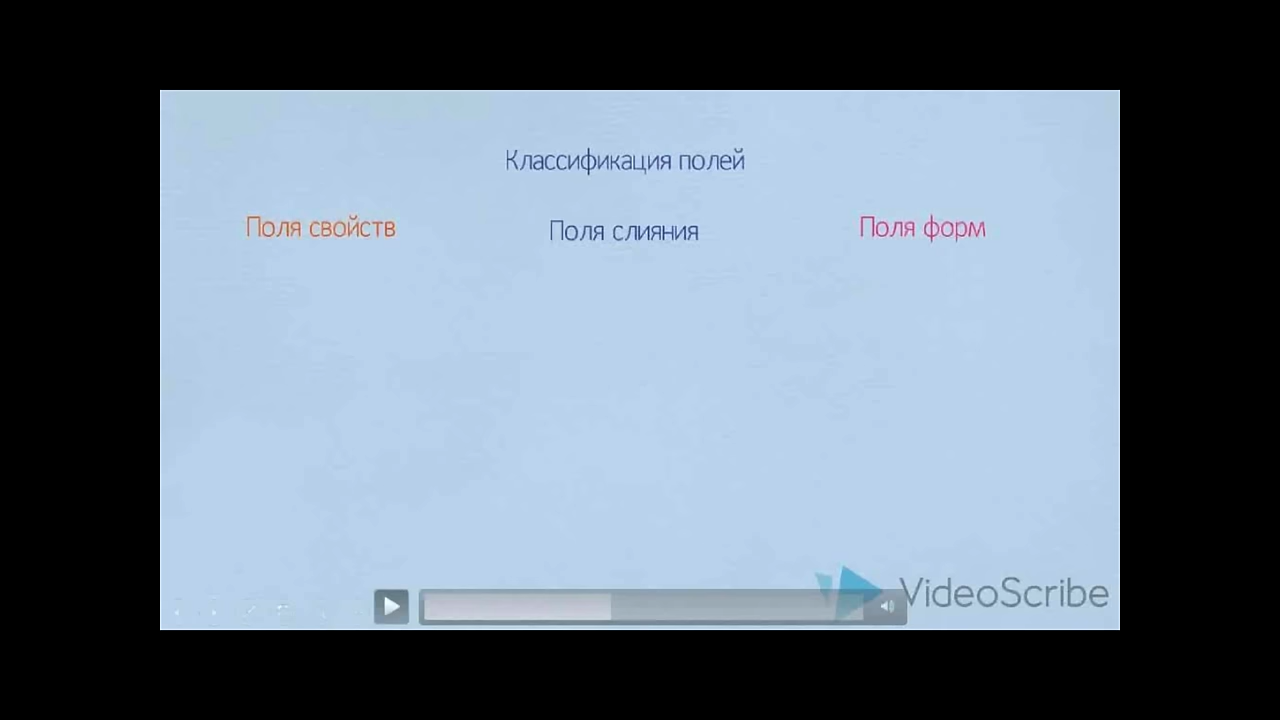 Классификация полей
Поля свойств
Поля слияния
Поля форм
VideoScribe